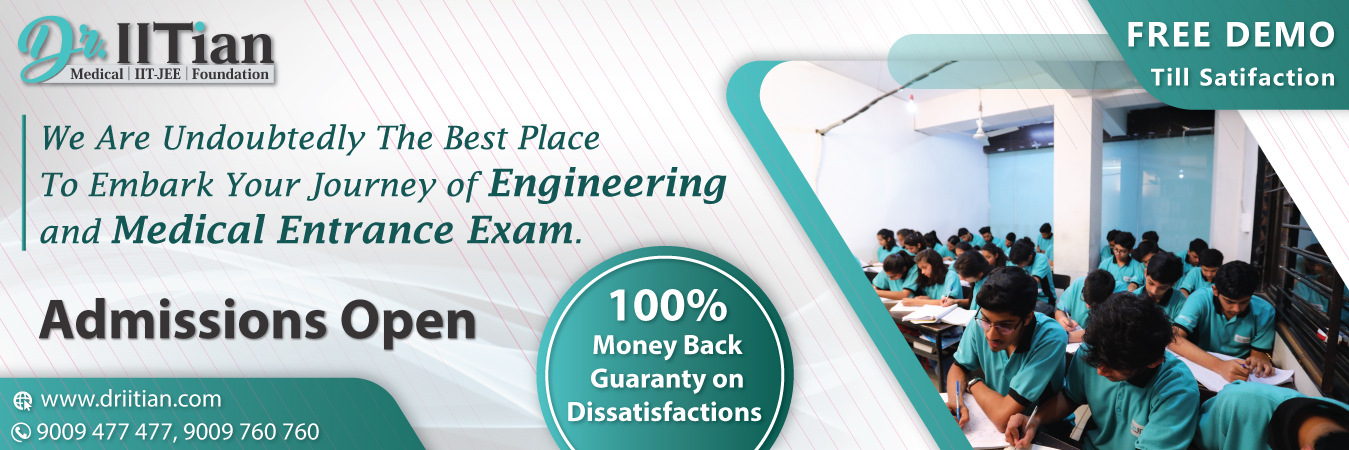 Dr. IITian
Medical | IIT-JEE | Foundation
We Are Undoubtedly The Best Place
To Embark Your Journey of Engineering
and Medical Entrance Exam.
Admissions Open
www.driitian.com
9009 477 477, 9009 760 760
100%
Money Back
Guaranty on
Dissatisfactions
FREE DEMO
Till Satifaction